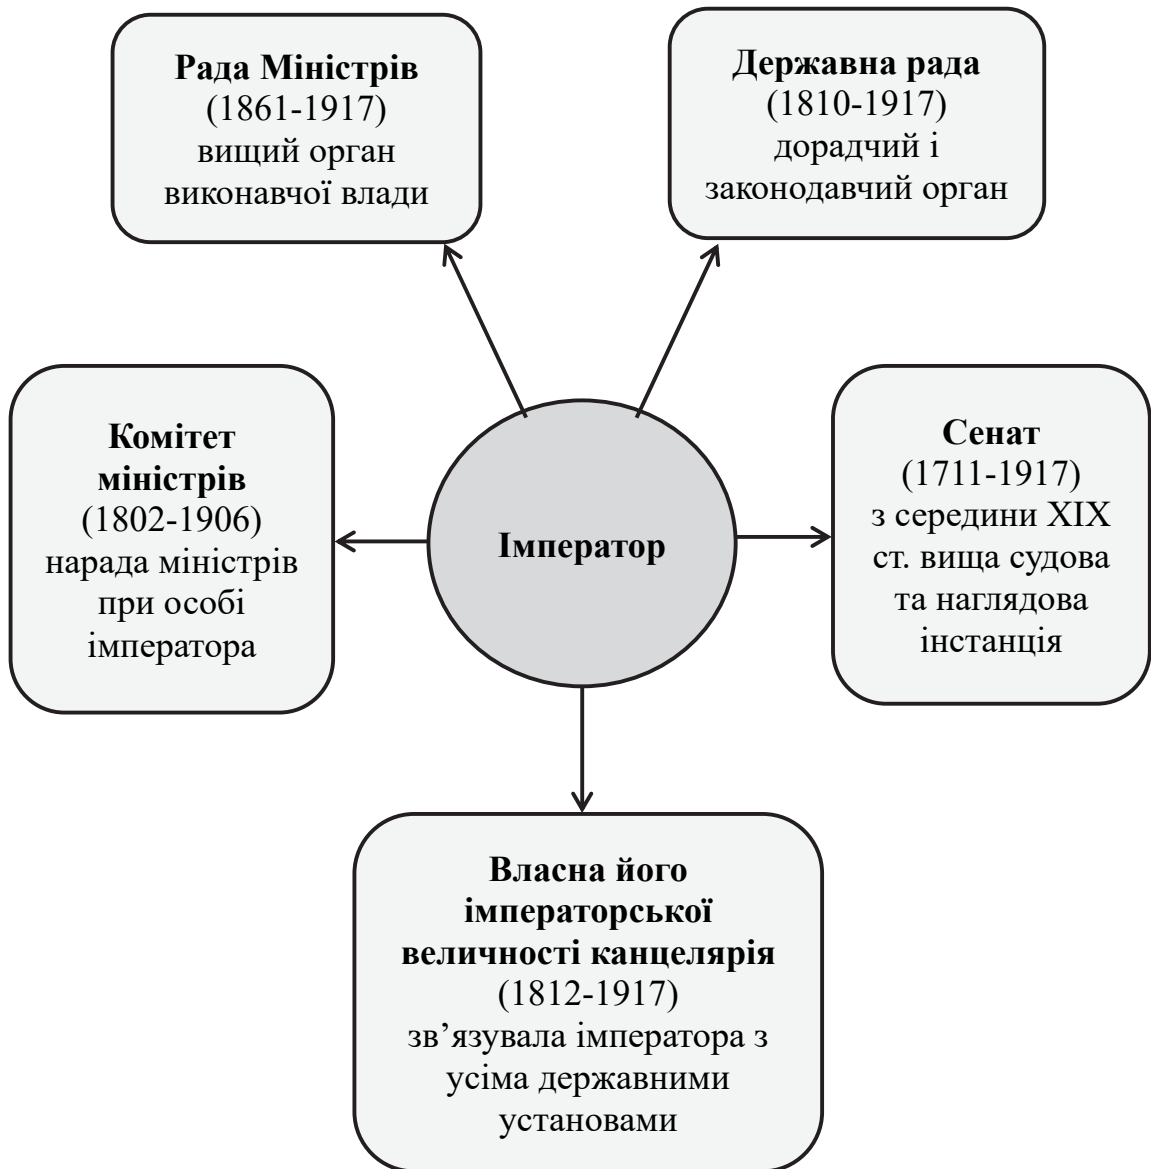 Рада Міністрів
(1861-1917)
вищий орган
виконавчої влади
Державна рада
(1810-1917)
дорадчий і
законодавчий орган
Комітет
міністрів
(1802-1906)
нарада міністрів
при особі
імператора
Імператор
Сенат
(1711-1917)
з середини ХІХ
ст. вища судова
та наглядова
інстанція
Власна його
імператорської
величності канцелярія
(1812-1917)
зв’язувала імператора з
усіма державними
установами